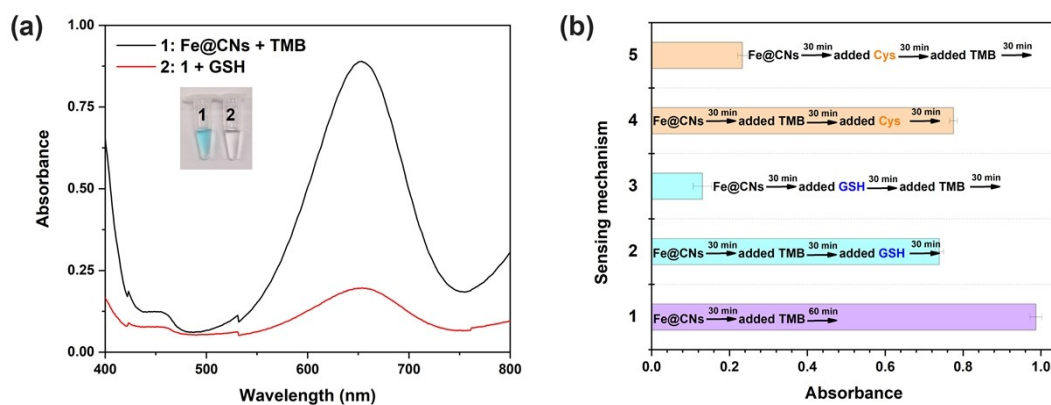 (a)
1: Fe@CNs + TMB
2: 1 + GSH
1 2
1.00
0.75
0.50
0.25
0.00
Absorbance
400 500 600 700 800
Wavelength (nm)
(b)
5
Fe@CNs 30 min added Cys 30 min added TMB 30 min
4
Fe@CNs 30 min added TMB 30 min added Cys 30 min
3
Fe@CNs 30 min added GSH 30 min added TMB 30 min
2
Fe@CNs 30 min added TMB 30 min added GSH 30 min
1
Fe@CNs 30 min added TMB 60 min
Sensing mechanism
0.0 0.2 0.4 0.6 0.8 1.0
Absorbance